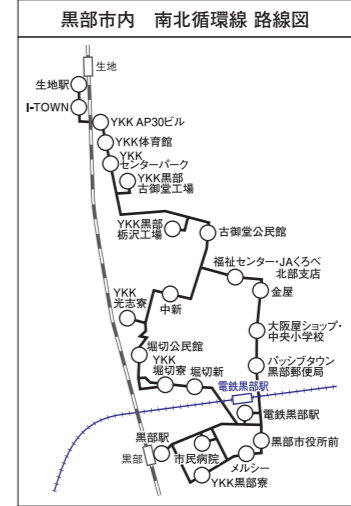 黒部市内　南北循環線 路線図
生地
生地駅
I-TOWN
YKK AP30ビル
YKK体育館
YKK
センターパーク
YKK黒部
古御堂工場
YKK黒部
栃沢工場
古御堂公民館
福祉センター・JAくろべ
北部支店
金屋
YKK
光志寮
中新
大阪屋ショップ・
中央小学校
堀切公民館
YKK
堀切寮
堀切新
パッシブタウン
黒部郵便局
電鉄黒部駅
電鉄黒部駅
黒部駅
黒部
市民病院
黒部市役所前
メルシー
YKK黒部寮